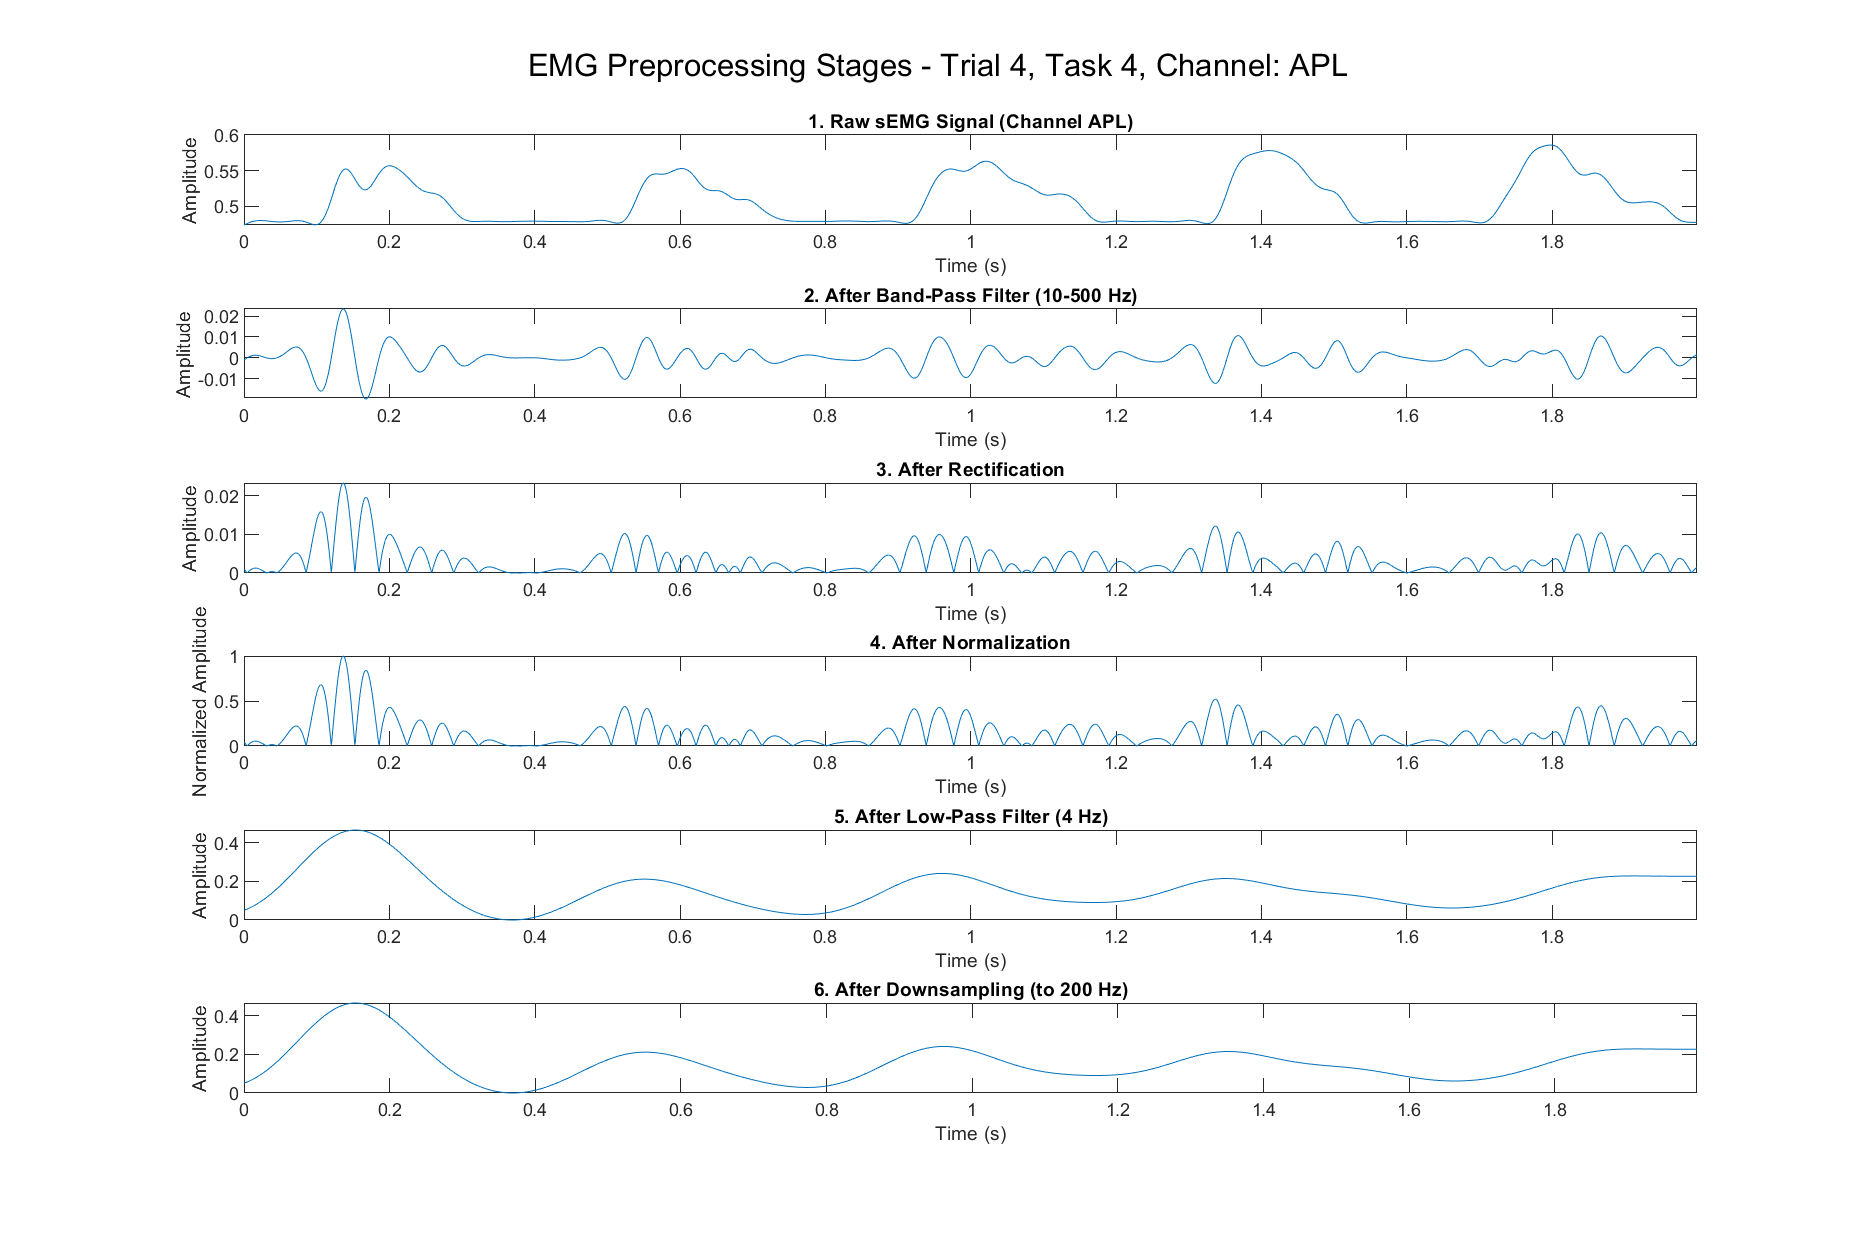 EMG Preprocessing Stages - Trial 4, Task 4, Channel: APL
1. Raw sEMG Signal (Channel APL)
Amplitude
0.6
0.55
0.5
0 0.2 0.4 0.6 0.8 1 1.2 1.4 1.6 1.8
Time (s)
2. After Band-Pass Filter (10-500 Hz)
Amplitude
0.02
0.01
0
-0.01
0 0.2 0.4 0.6 0.8 1 1.2 1.4 1.6 1.8
Time (s)
3. After Rectification
Amplitude
0.02
0.01
0
0 0.2 0.4 0.6 0.8 1 1.2 1.4 1.6 1.8
Time (s)
4. After Normalization
Normalized Amplitude
1
0.5
0
0 0.2 0.4 0.6 0.8 1 1.2 1.4 1.6 1.8
Time (s)
5. After Low-Pass Filter (4 Hz)
Amplitude
0.4
0.2
0
0 0.2 0.4 0.6 0.8 1 1.2 1.4 1.6 1.8
Time (s)
6. After Downsampling (to 200 Hz)
Amplitude
0.4
0.2
0
0 0.2 0.4 0.6 0.8 1 1.2 1.4 1.6 1.8
Time (s)